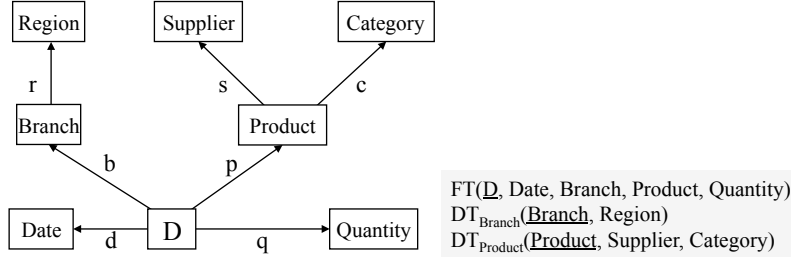 Region
Supplier
Category
r
s
c
Branch
Product
b
p
Date
d
D
q
Quantity
FT(D, Date, Branch, Product, Quantity)
DTBranch(Branch, Region)
DTProduct(Product, Supplier, Category)